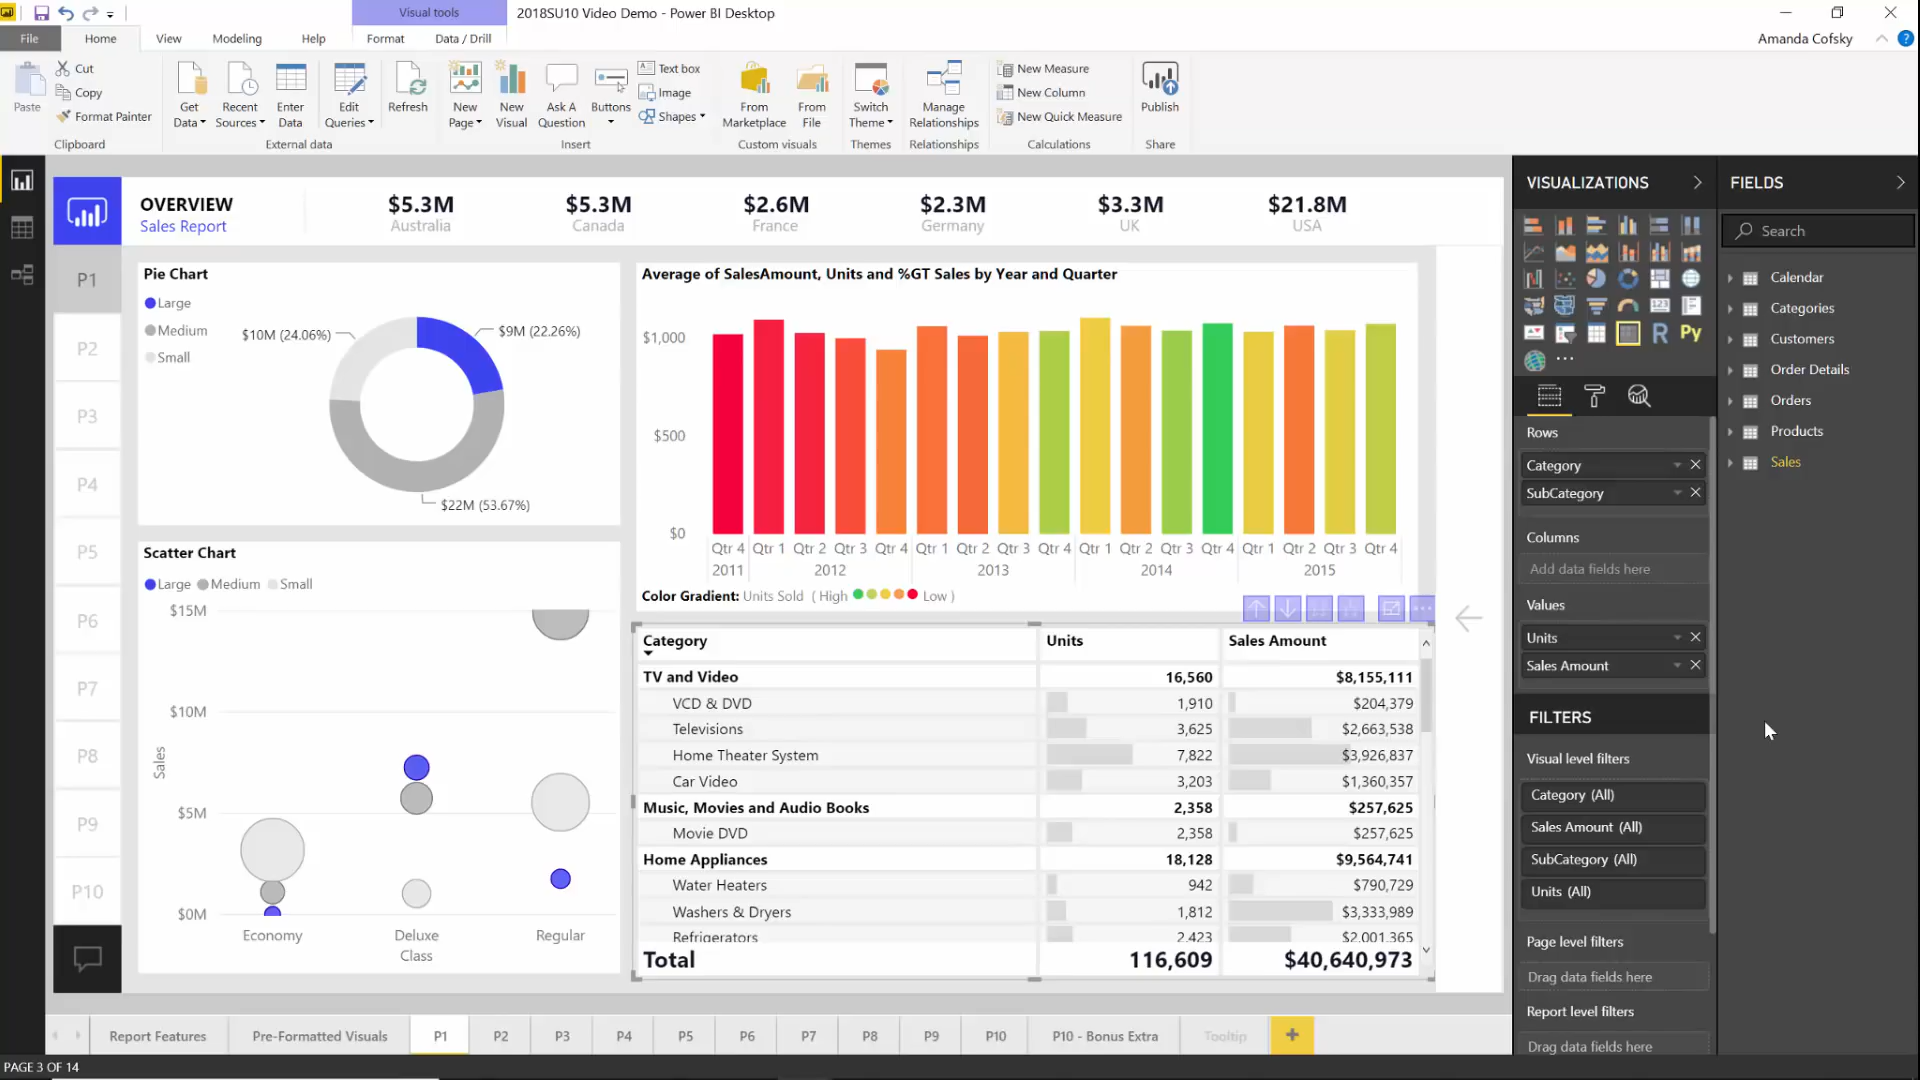 Visual tools
2018SU10 Video Demo - Power BI Desktop
File Home View Modeling Help Format Data / Drill
Amanda Cofsky
?
Paste
Cut
Copy
Format Painter
Clipboard
Get Data
Recent Sources
Enter Data
Edit Queries
Refresh
External data
New Page
New Visual
Ask A Question
Buttons
Text box
Image
Shapes
Insert
From Marketplace
From File
Custom visuals
Switch Theme
Themes
Manage Relationships
Relationships
New Measure
New Column
New Quick Measure
Calculations
Publish
Share
OVERVIEW
Sales Report
$5.3M
Australia
$5.3M
Canada
$2.6M
France
$2.3M
Germany
$3.3M
UK
$21.8M
USA
P1
P2
P3
P4
P5
P6
P7
P8
P9
P10
Pie Chart
Large
Medium
Small
$10M (24.06%)
$9M (22.26%)
$22M (53.67%)
Scatter Chart
Large Medium Small
$15M
$10M
$5M
$0M
Sales
Economy Deluxe Regular
Class
Average of SalesAmount, Units and %GT Sales by Year and Quarter
$1,000
$500
$0
Qtr 4 Qtr 1 Qtr 2 Qtr 3 Qtr 4 Qtr 1 Qtr 2 Qtr 3 Qtr 4 Qtr 1 Qtr 2 Qtr 3 Qtr 4 Qtr 1 Qtr 2 Qtr 3 Qtr 4
2011 2012 2013 2014 2015
Color Gradient: Units Sold ( High Low )
Category Units Sales Amount
TV and Video 16,560 $8,155,111
VCD & DVD 1,910 $204,379
Televisions 3,625 $2,663,538
Home Theater System 7,822 $3,926,837
Car Video 3,203 $1,360,357
Music, Movies and Audio Books 2,358 $257,625
Movie DVD 2,358 $257,625
Home Appliances 18,128 $9,564,741
Water Heaters 942 $790,729
Washers & Dryers 1,812 $3,333,989
Refrigerators 2,423 $2,001,365
Total 116,609 $40,640,973
VISUALIZATIONS
123
R Py
Rows
Category
SubCategory
Columns
Add data fields here
Values
Units
Sales Amount
FILTERS
Visual level filters
Category (All)
Sales Amount (All)
SubCategory (All)
Units (All)
Page level filters
Drag data fields here
Report level filters
Drag data fields here
FIELDS
Search
Calendar
Categories
Customers
Order Details
Orders
Products
Sales
Report Features Pre-Formatted Visuals P1 P2 P3 P4 P5 P6 P7 P8 P9 P10 P10 - Bonus Extra Tooltip +
PAGE 3 OF 14